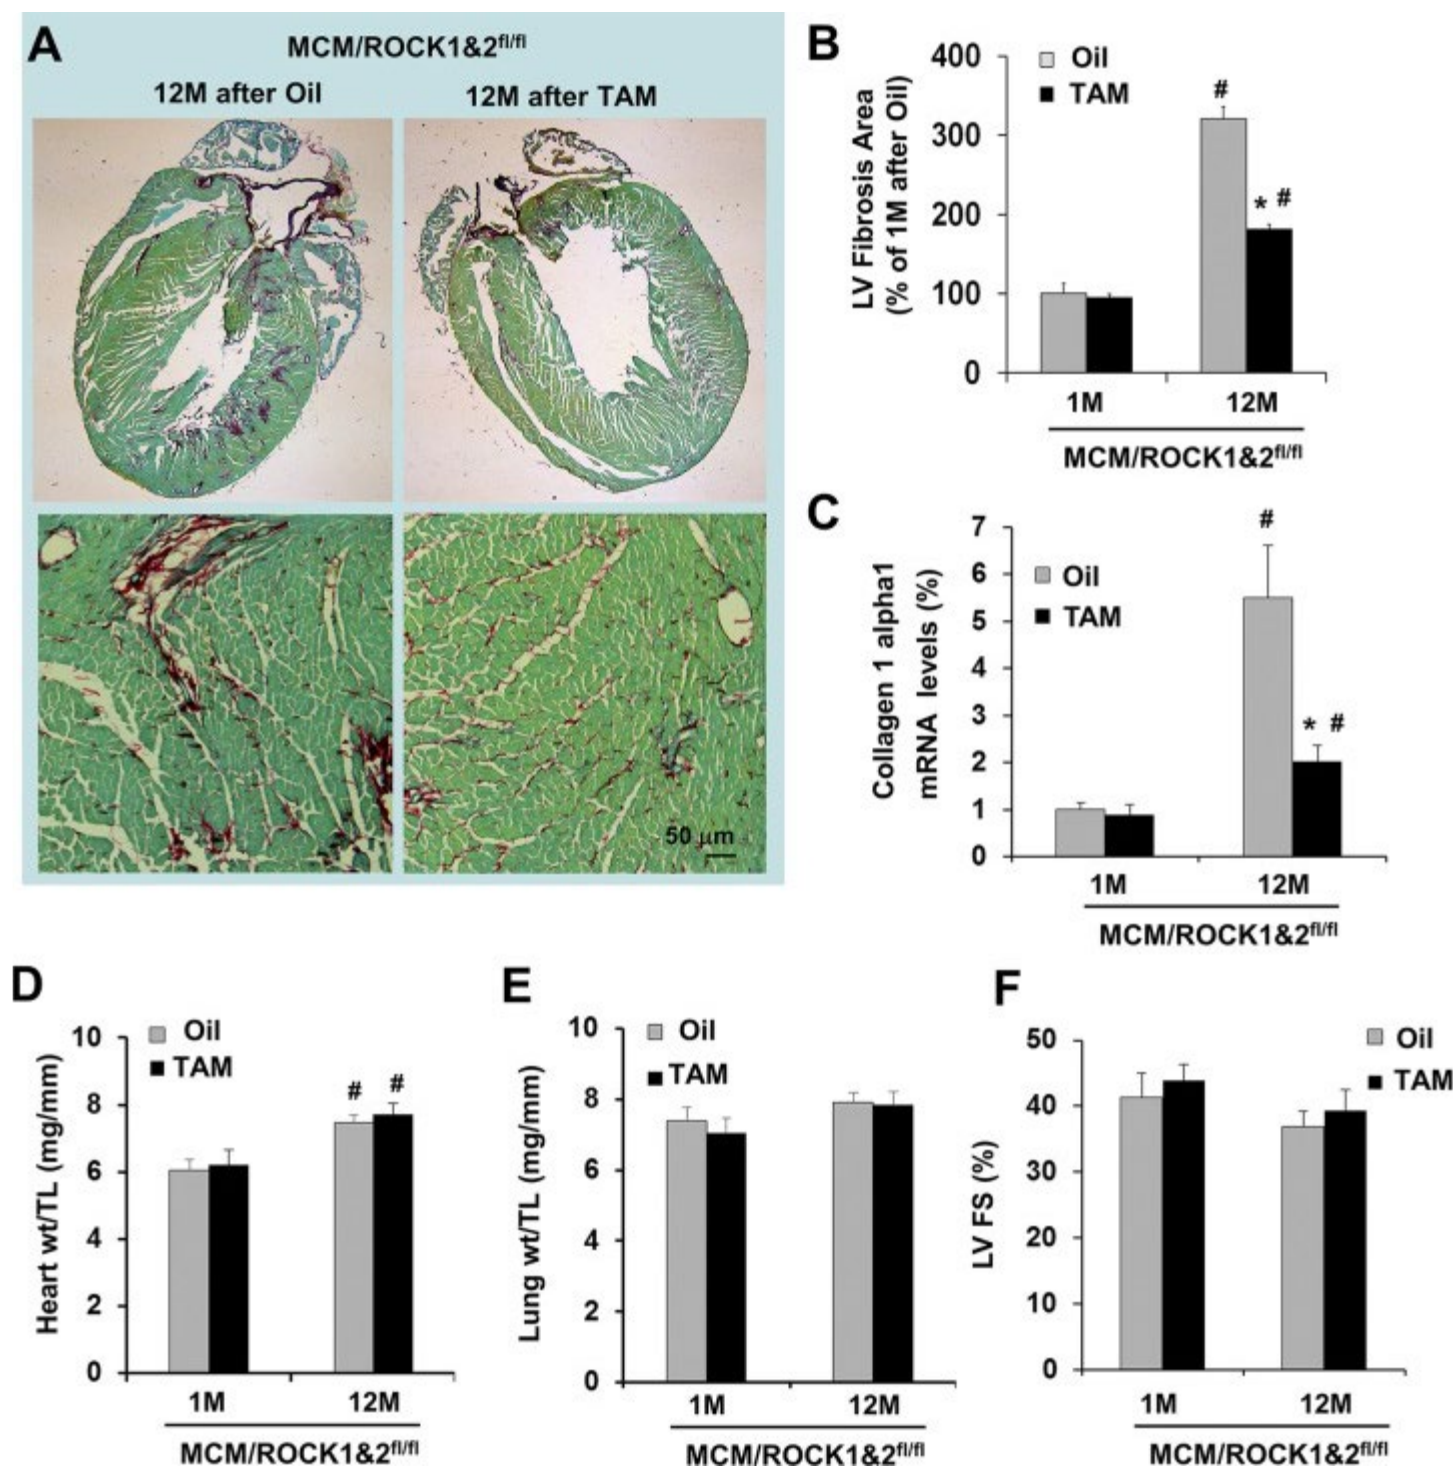 A
MCM/ROCK1&2fl/fl
12M after Oil
12M after TAM
50 μm
B
LV Fibrosis Area
(% of 1M after Oil)
400
300
200
100
0
Oil
TAM
#
* #
1M
12M
MCM/ROCK1&2fl/fl
C
Collagen 1 alpha1
mRNA levels (%)
7
6
5
4
3
2
1
0
Oil
TAM
#
* #
1M
12M
MCM/ROCK1&2fl/fl
D
Heart wt/TL (mg/mm)
10
8
6
4
2
0
Oil
TAM
# #
1M
12M
MCM/ROCK1&2fl/fl
E
Lung wt/TL (mg/mm)
10
8
6
4
2
0
Oil
TAM
1M
12M
MCM/ROCK1&2fl/fl
F
LV FS (%)
50
40
30
20
10
0
Oil
TAM
1M
12M
MCM/ROCK1&2fl/fl